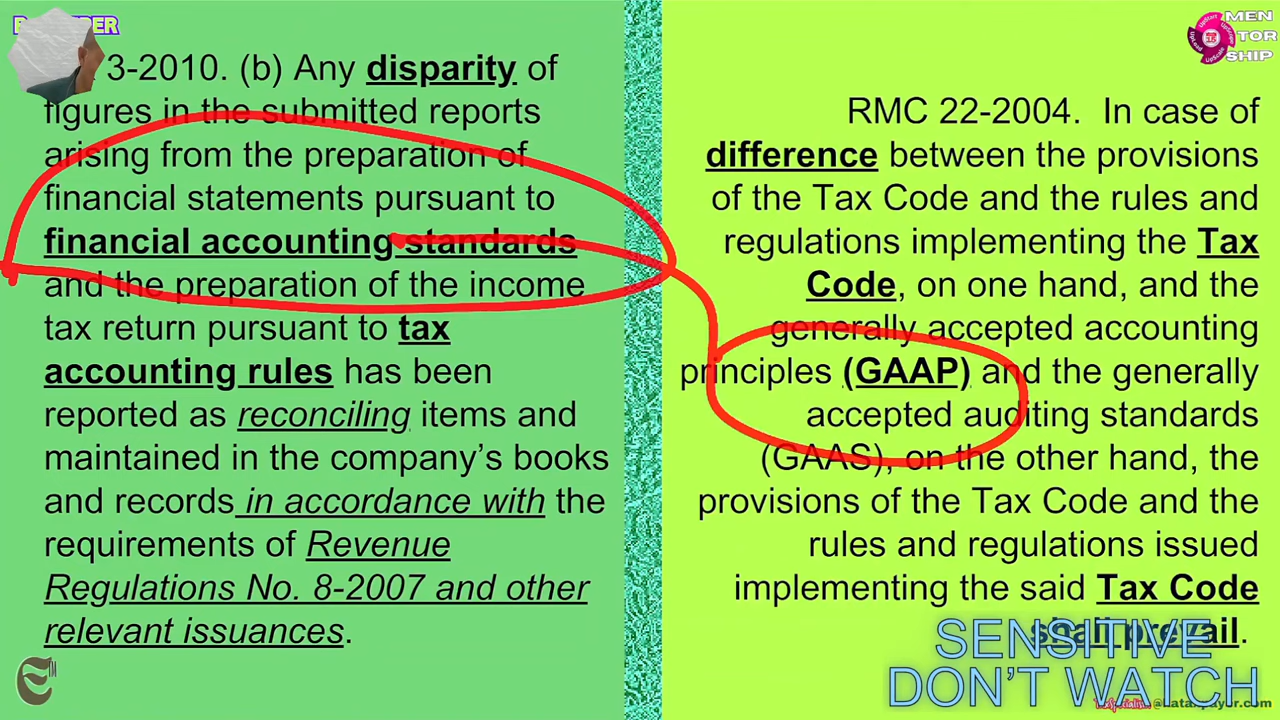 3-2010. (b) Any disparity of
figures in the submitted reports
arising from the preparation of
financial statements pursuant to
financial accounting standards
and the preparation of the income
tax return pursuant to tax
accounting rules has been
reported as reconciling items and
maintained in the company’s books
and records in accordance with the
requirements of Revenue
Regulations No. 8-2007 and other
relevant issuances.
MEN
TOR
SHIP
RMC 22-2004. In case of
difference between the provisions
of the Tax Code and the rules and
regulations implementing the Tax
Code, on one hand, and the
generally accepted accounting
principles (GAAP) and the generally
accepted auditing standards
(GAAS), on the other hand, the
provisions of the Tax Code and the
rules and regulations issued
implementing the said Tax Code
shall prevail.
SENSITIVE
DON’T WATCH